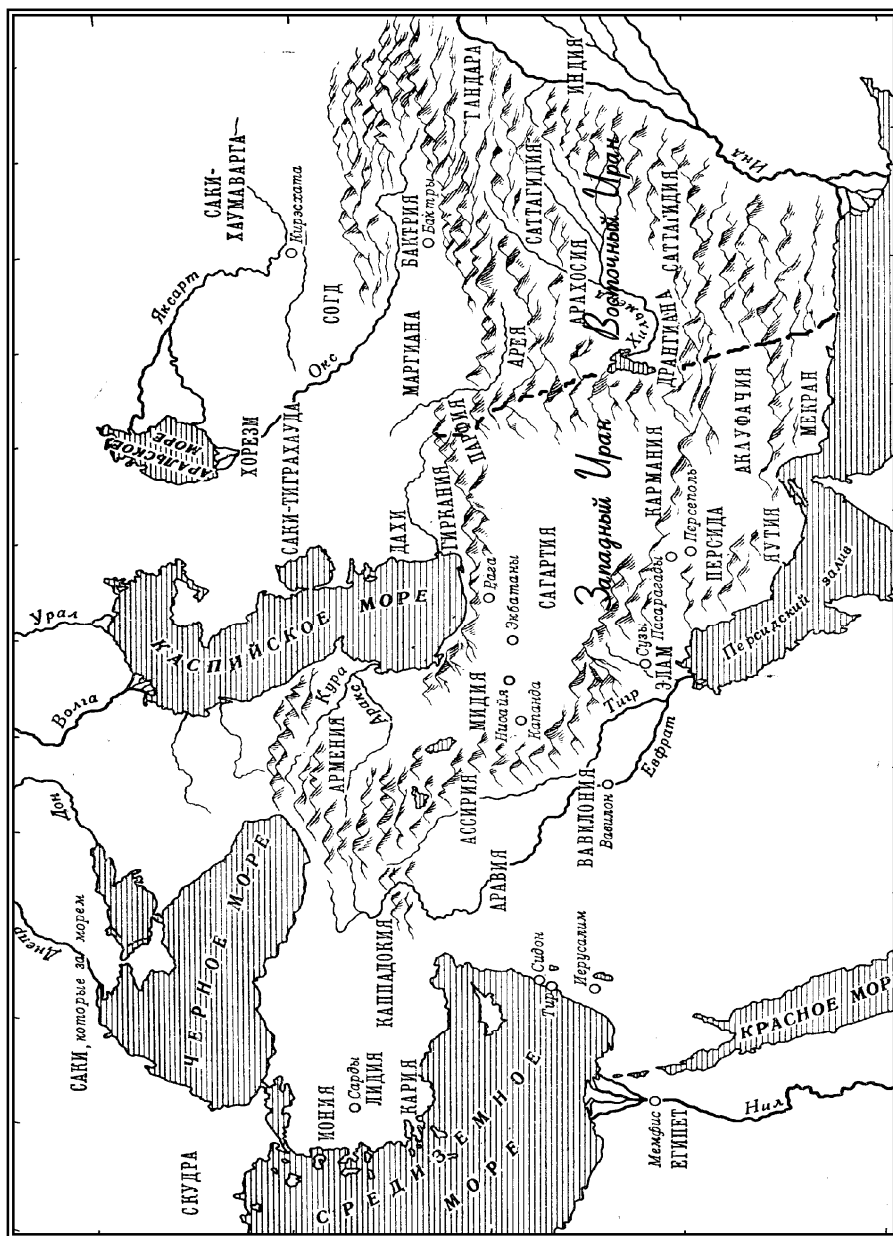 СКУДРА
САКИ, которые за морем
Днепр
Дон
Волга
Урал
ЧЕРНОЕ МОРЕ
КАСПИЙСКОЕ МОРЕ
АРАЛЬСКОЕ
МОРЕ
Яксарт
САКИ-
ХАУМАВАРГА
Кирэсхата
ХОРЕЗМ
Окс
СОГД
САКИ-ТИГРАХАУДА
ДАХИ
МАРГИАНА
БАКТРИЯ
Бактры
ИОНИЯ
Сарды
ЛИДИЯ
КАРИЯ
КАППАДОКИЯ
АРМЕНИЯ
Кура
Аракс
ГИРКАНИЯ
ПАРФИЯ
АРЕЯ
ГАНДАРА
СРЕДИЗЕМНОЕ
МОРЕ
АРАВИЯ
АССИРИЯ
МИДИЯ
Нисайя
Капанда
Экбатаны
Рага
САГАРТИЯ
САТТАГИДИЯ
АРАХОСИЯ
ИНДИЯ
Сидон
Тир
Иерусалим
ВАВИЛОНИЯ
Вавилон
Тигр
Евфрат
Западный Иран
Восточный Иран
Хильменд
ДРАНГИАНА
САТТАГИДИЯ
Инд
Сузы
ЭЛАМ
Пасаргады
Персеполь
КАРМАНИЯ
ПЕРСИДА
ЯУТИЯ
АКАУФАЧИЯ
МЕКРАН
Мемфис
ЕГИПЕТ
Нил
КРАСНОЕ МОР
Персидский залив